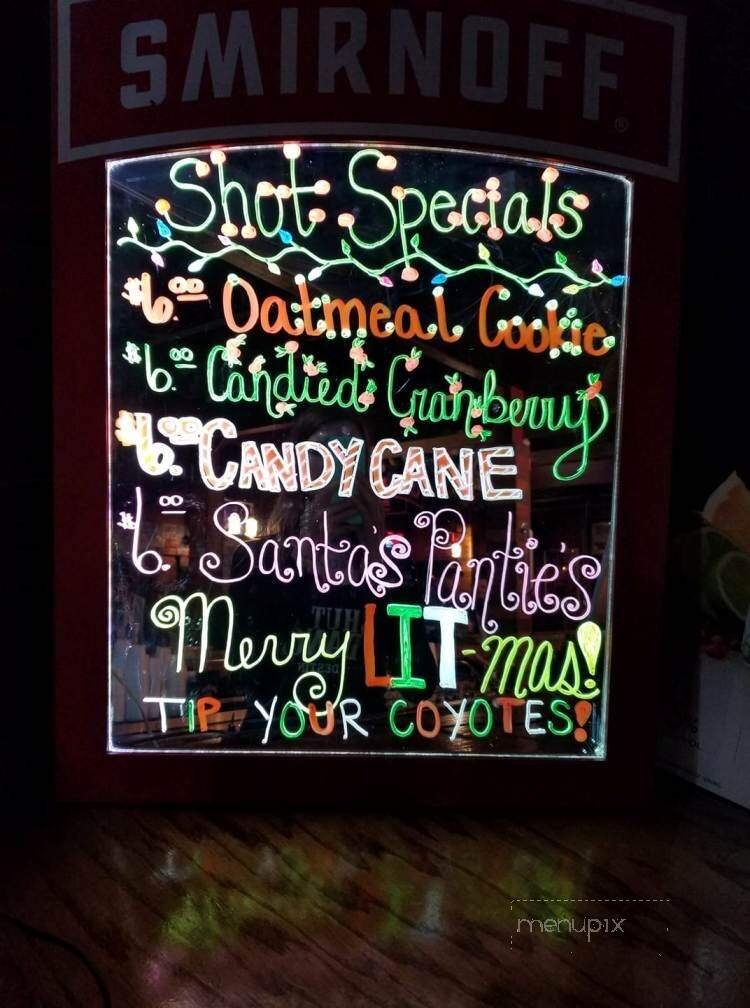 SMIRNOFF®
Shot Specials
$6.00 Oatmeal Cookie
$6.00 Candied Cranberry
$6.00 CANDY CANE
$6.00 Santa's Pantie's
Merry LIT-mas!
TIP YOUR COYOTES!
menupix